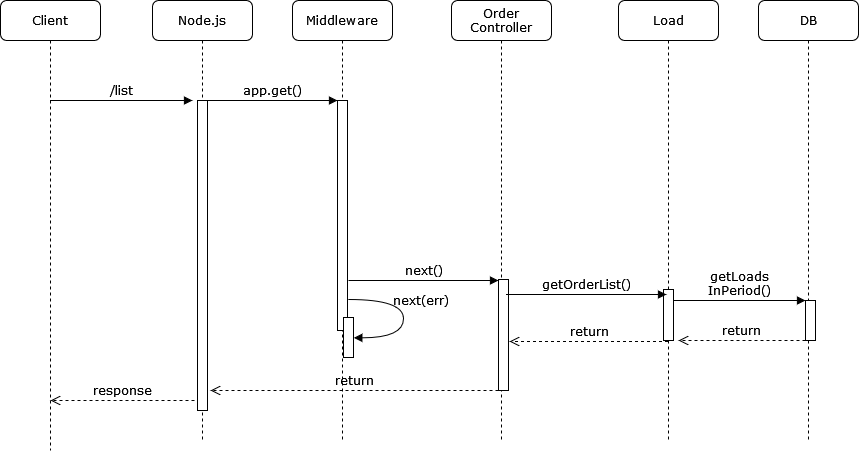 Client
Node.js
Middleware
Order
Controller
Load
DB
/list
app.get()
next()
getOrderList()
getLoads
InPeriod()
next(err)
return
return
return
response